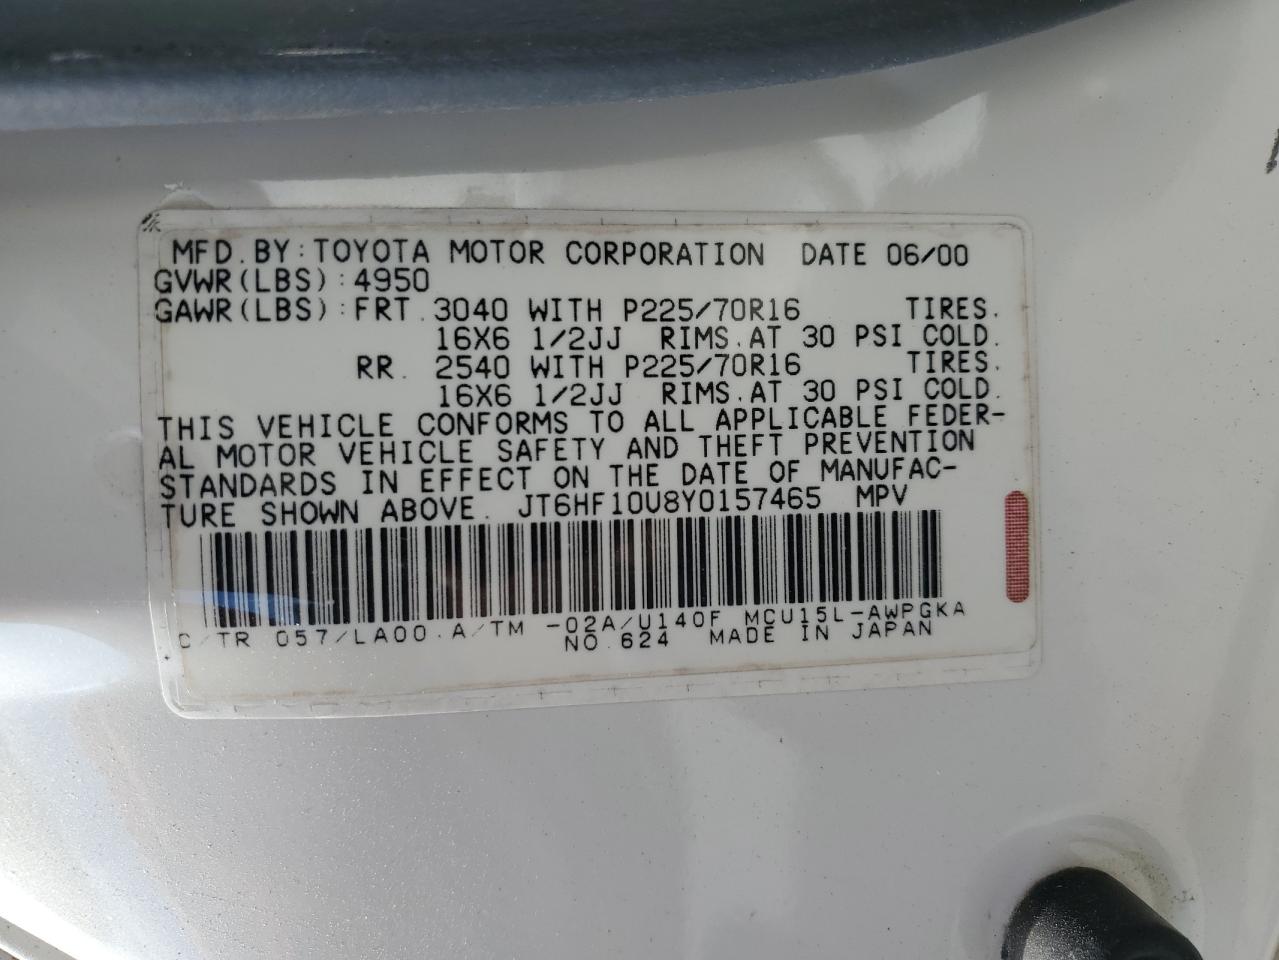 MFD. BY: TOYOTA MOTOR CORPORATION DATE 06/00
GVWR(LBS): 4950
GAWR(LBS): FRT. 3040 WITH P225/70R16 TIRES.
16X6 1/2JJ RIMS. AT 30 PSI COLD.
RR. 2540 WITH P225/70R16 TIRES.
16X6 1/2JJ RIMS. AT 30 PSI COLD.
THIS VEHICLE CONFORMS TO ALL APPLICABLE FEDER-
AL MOTOR VEHICLE SAFETY AND THEFT PREVENTION
STANDARDS IN EFFECT ON THE DATE OF MANUFAC-
TURE SHOWN ABOVE. JT6HF10U8Y0157465 MPV
C/TR 057/LA00. A/TM -02A/U140F MCU15L-AWPGKA
NO. 624 MADE IN JAPAN